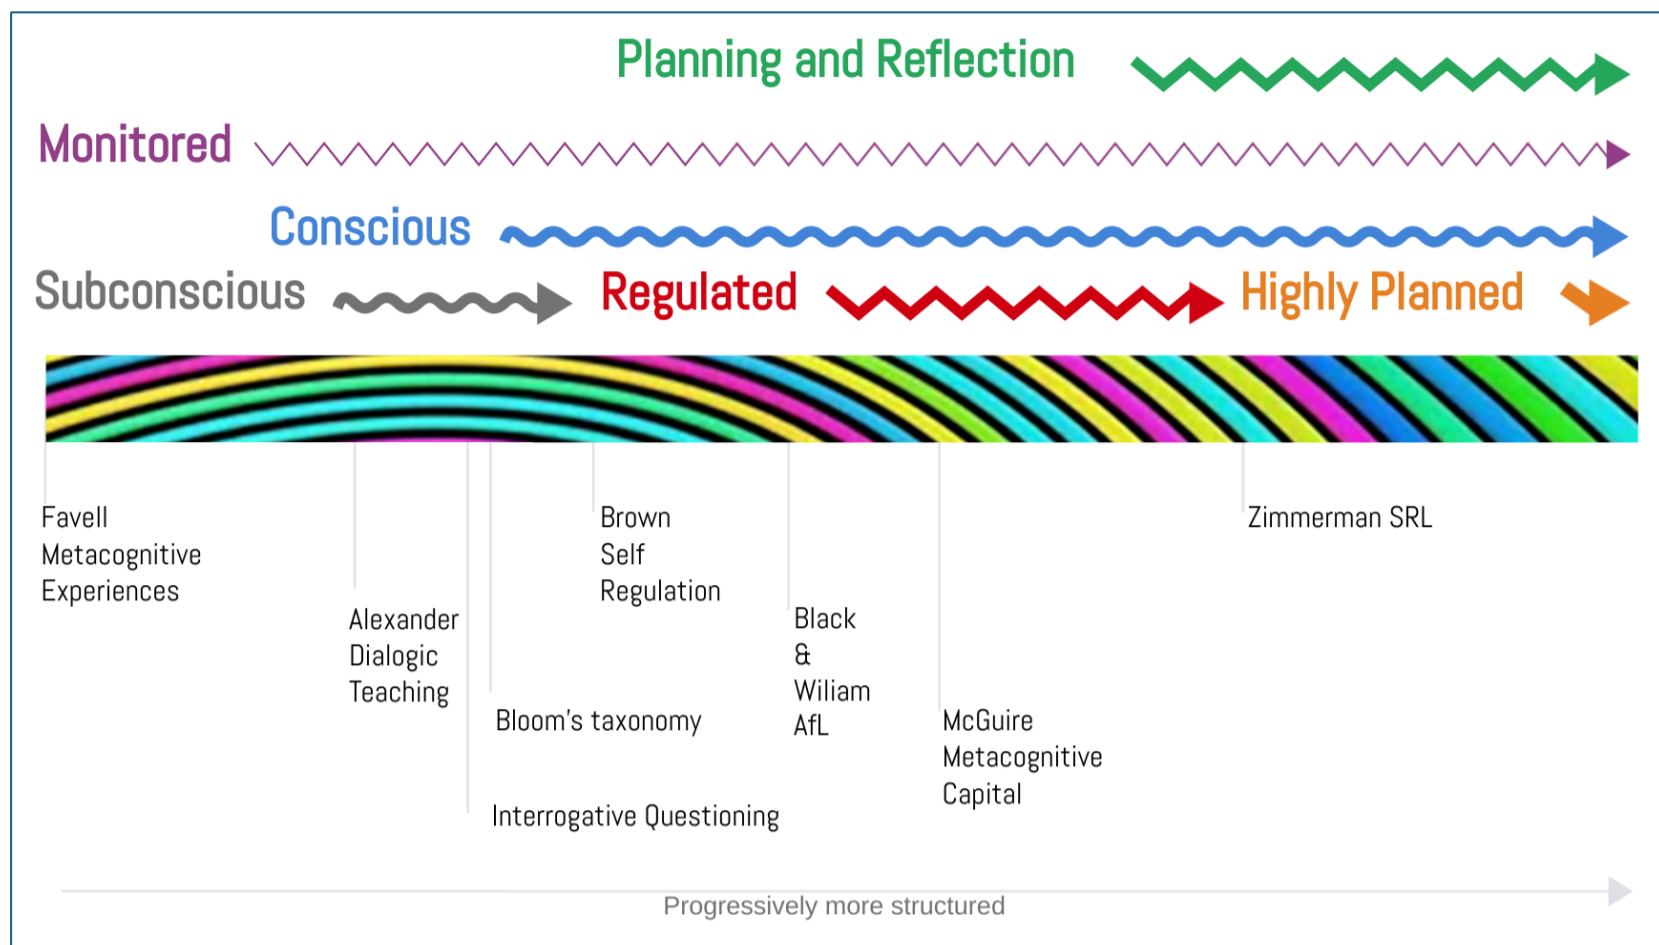 Planning and Reflection
Monitored
Conscious
Subconscious
Regulated
Highly Planned
Favell
Metacognitive
Experiences
Alexander
Dialogic
Teaching
Interrogative Questioning
Bloom's taxonomy
Brown
Self
Regulation
Black
&
Wiliam
AfL
McGuire
Metacognitive
Capital
Zimmerman SRL
Progressively more structured